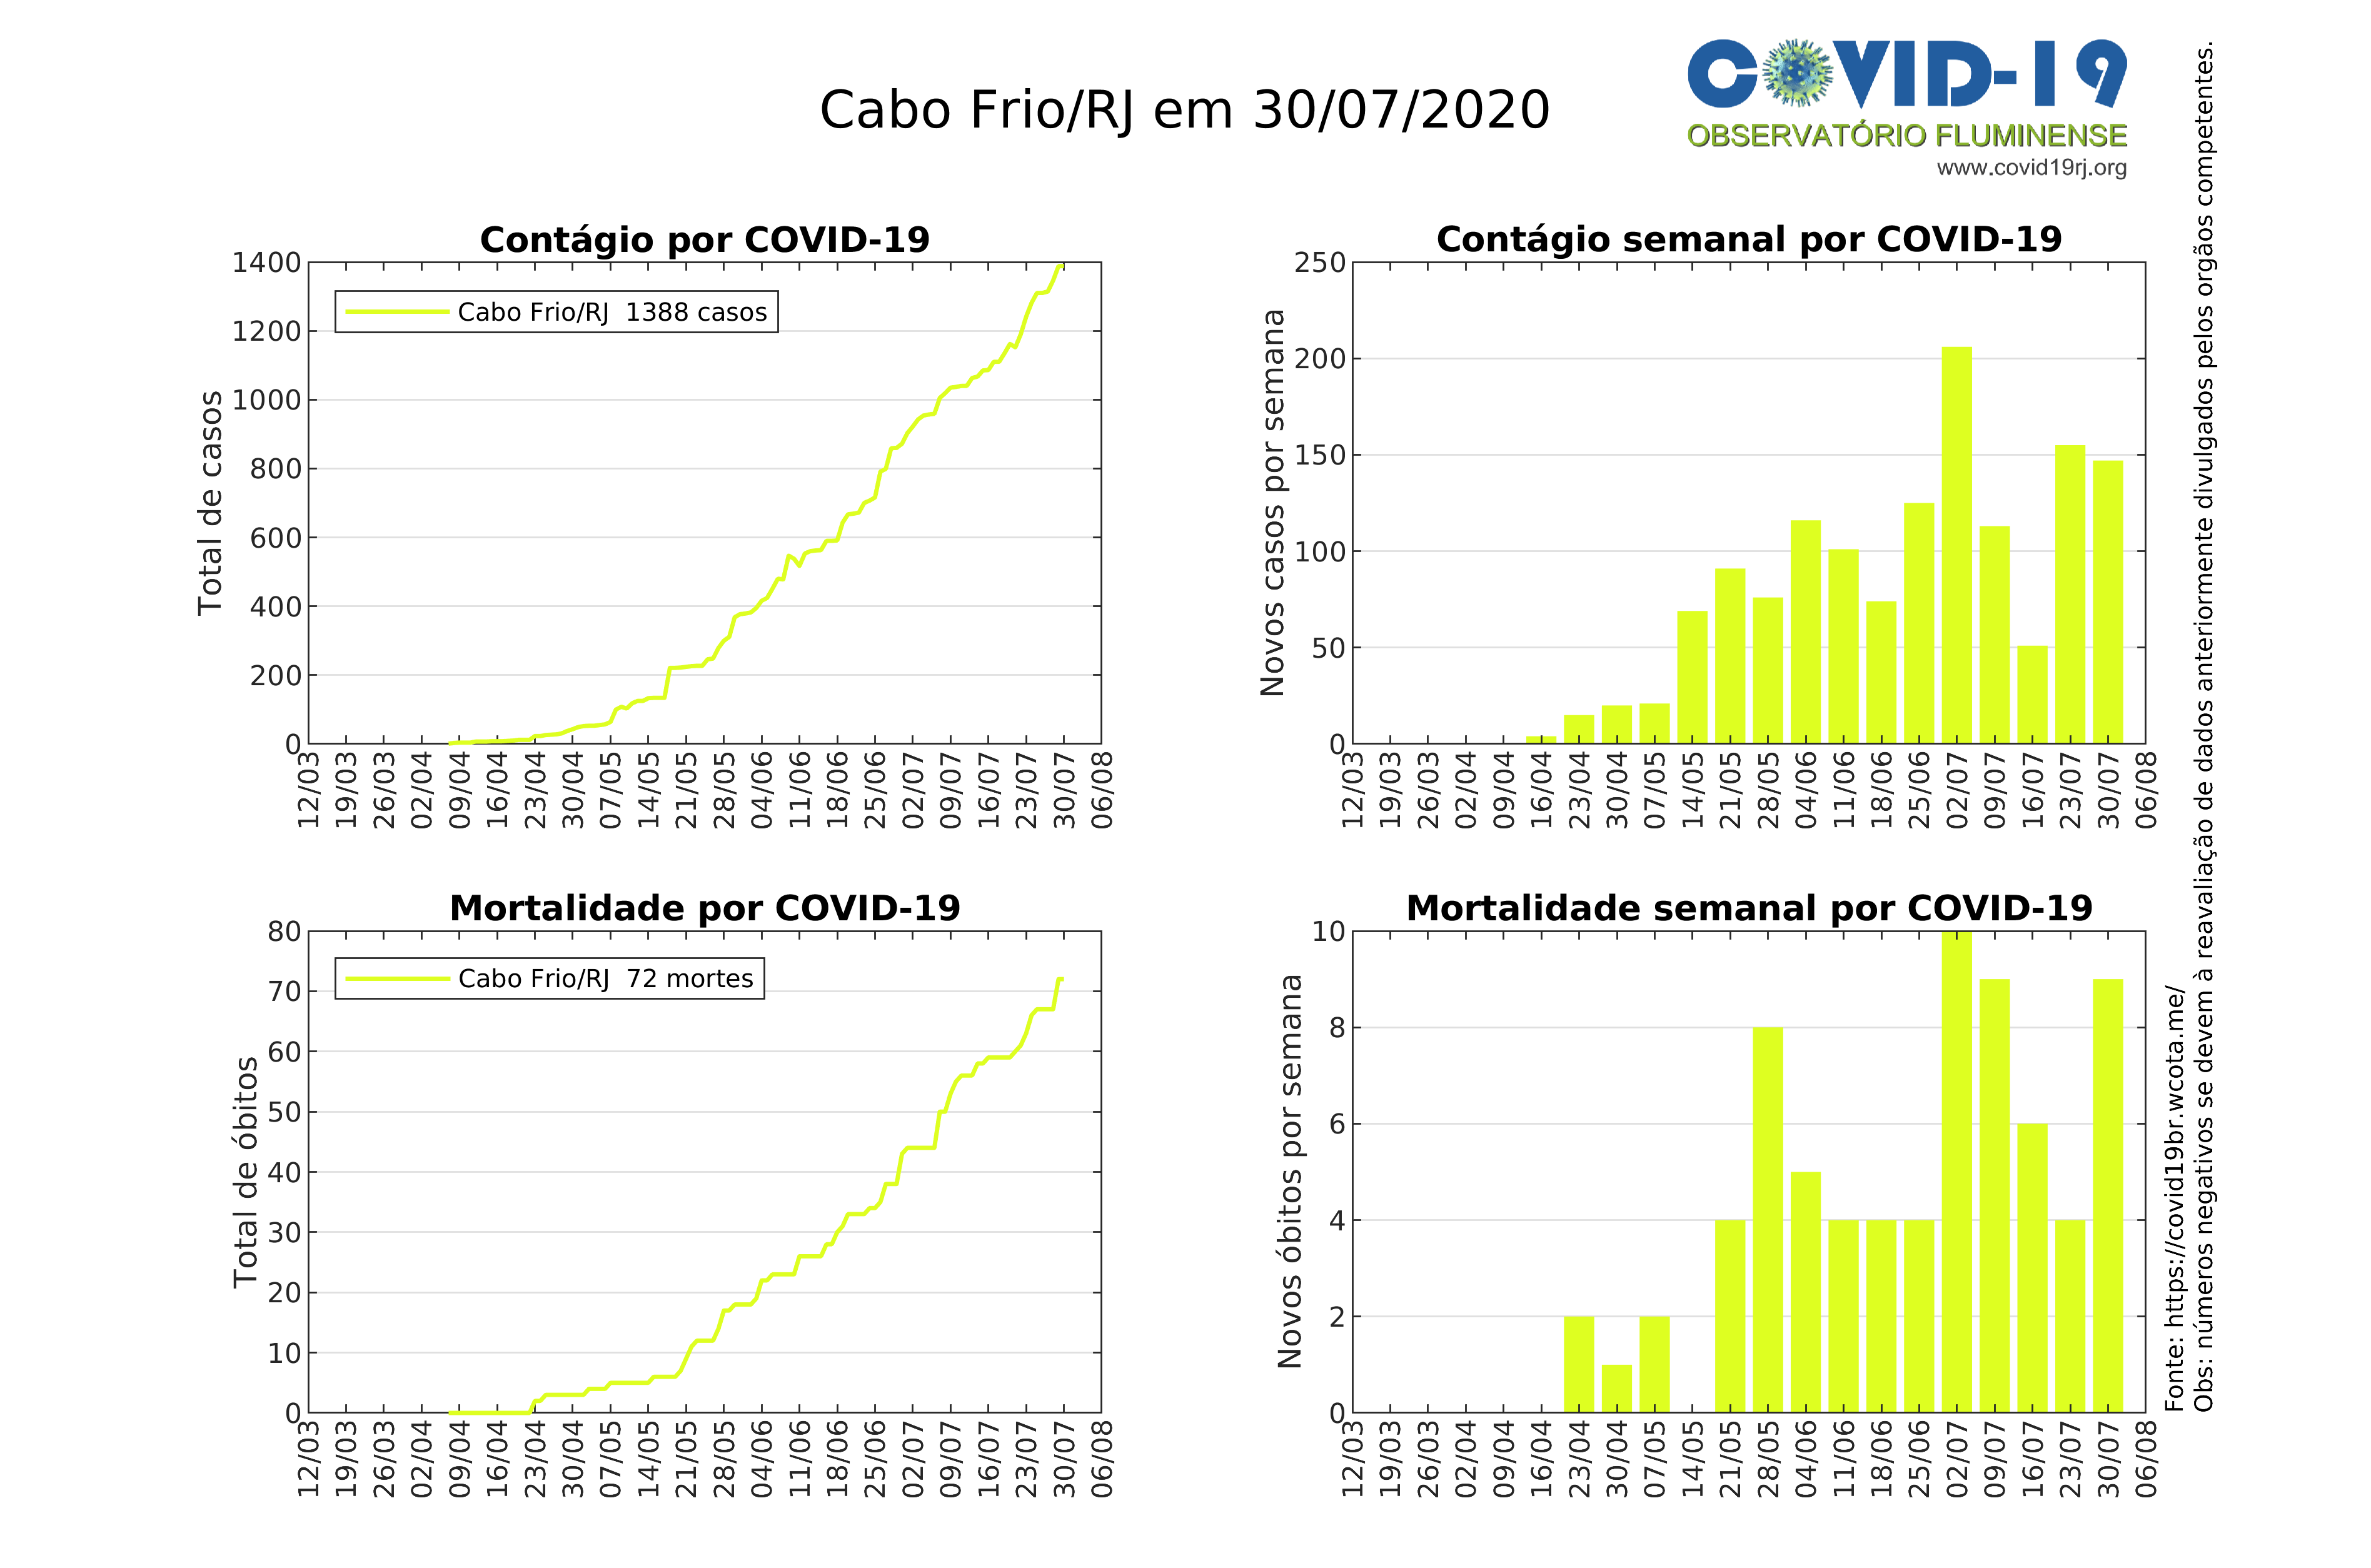 Cabo Frio/RJ em 30/07/2020
COVID-19
OBSERVATÓRIO FLUMINENSE
www.covid19rj.org
Contágio por COVID-19
Total de casos
1400
1200
1000
800
600
400
200
0
Cabo Frio/RJ 1388 casos
12/03 19/03 26/03 02/04 09/04 16/04 23/04 30/04 07/05 14/05 21/05 28/05 04/06 11/06 18/06 25/06 02/07 09/07 16/07 23/07 30/07 06/08
Contágio semanal por COVID-19
Novos casos por semana
250
200
150
100
50
0
12/03 19/03 26/03 02/04 09/04 16/04 23/04 30/04 07/05 14/05 21/05 28/05 04/06 11/06 18/06 25/06 02/07 09/07 16/07 23/07 30/07 06/08
Mortalidade por COVID-19
Total de óbitos
80
70
60
50
40
30
20
10
0
Cabo Frio/RJ 72 mortes
12/03 19/03 26/03 02/04 09/04 16/04 23/04 30/04 07/05 14/05 21/05 28/05 04/06 11/06 18/06 25/06 02/07 09/07 16/07 23/07 30/07 06/08
Mortalidade semanal por COVID-19
Novos óbitos por semana
10
8
6
4
2
0
12/03 19/03 26/03 02/04 09/04 16/04 23/04 30/04 07/05 14/05 21/05 28/05 04/06 11/06 18/06 25/06 02/07 09/07 16/07 23/07 30/07 06/08
Fonte: https://covid19br.wcota.me/
Obs: números negativos se devem à reavaliação de dados anteriormente divulgados pelos orgãos competentes.